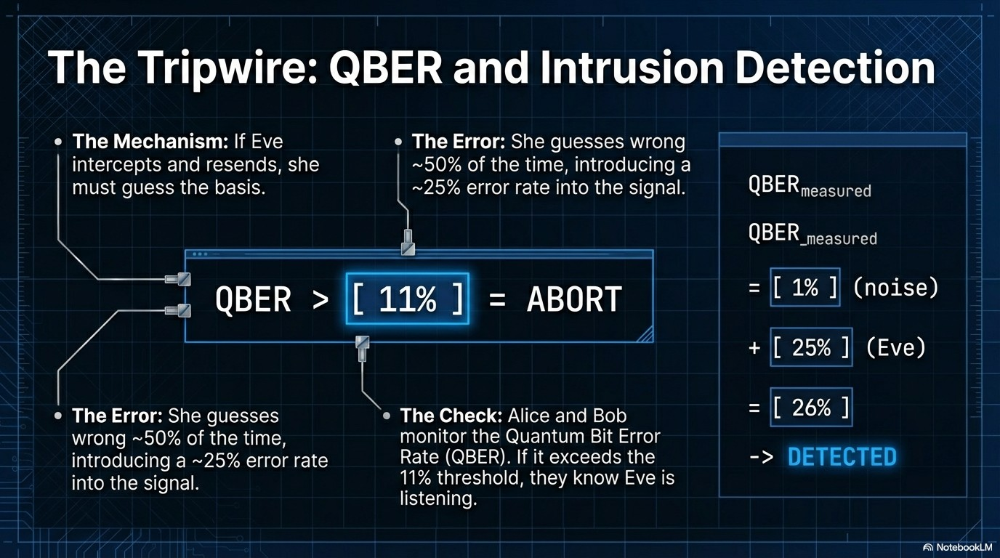 The Tripwire: QBER and Intrusion Detection
The Mechanism: If Eve
intercepts and resends, she
must guess the basis.
The Error: She guesses wrong
~50% of the time, introducing a
~25% error rate into the signal.
QBER > [ 11% ] = ABORT
The Error: She guesses
wrong ~50% of the time,
introducing a ~25% error rate
into the signal.
The Check: Alice and Bob
monitor the Quantum Bit Error
Rate (QBER). If it exceeds the
11% threshold, they know Eve is
listening.
QBERmeasured
QBER_measured
= [ 1% ] (noise)
+ [ 25% ] (Eve)
= [ 26% ]
-> DETECTED
NotebookLM